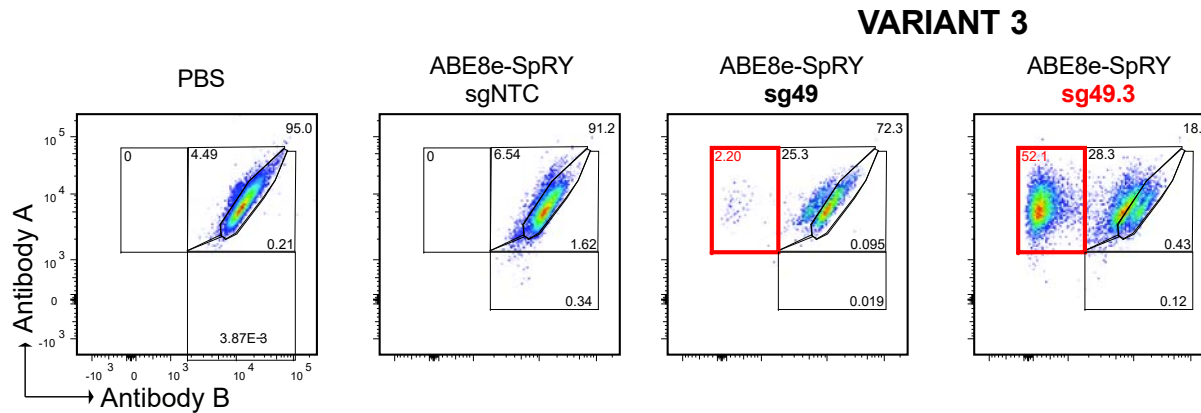 VARIANT 3
PBS
ABE8e-SpRY
sgNTC
ABE8e-SpRY
sg49
ABE8e-SpRY
sg49.3
95.0
0
4.49
0.21
3.87E-3
91.2
0
6.54
1.62
0.34
72.3
2.20
25.3
0.095
0.019
18.
52.1
28.3
0.43
0.12
10 5
10 4
10 3
0
-10 3
-10 3
0
10 3
10 4
10 5
Antibody A
Antibody B